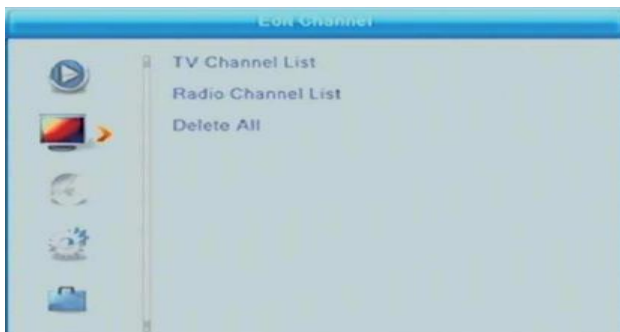 Edit Channel
TV Channel List
Radio Channel List
Delete All